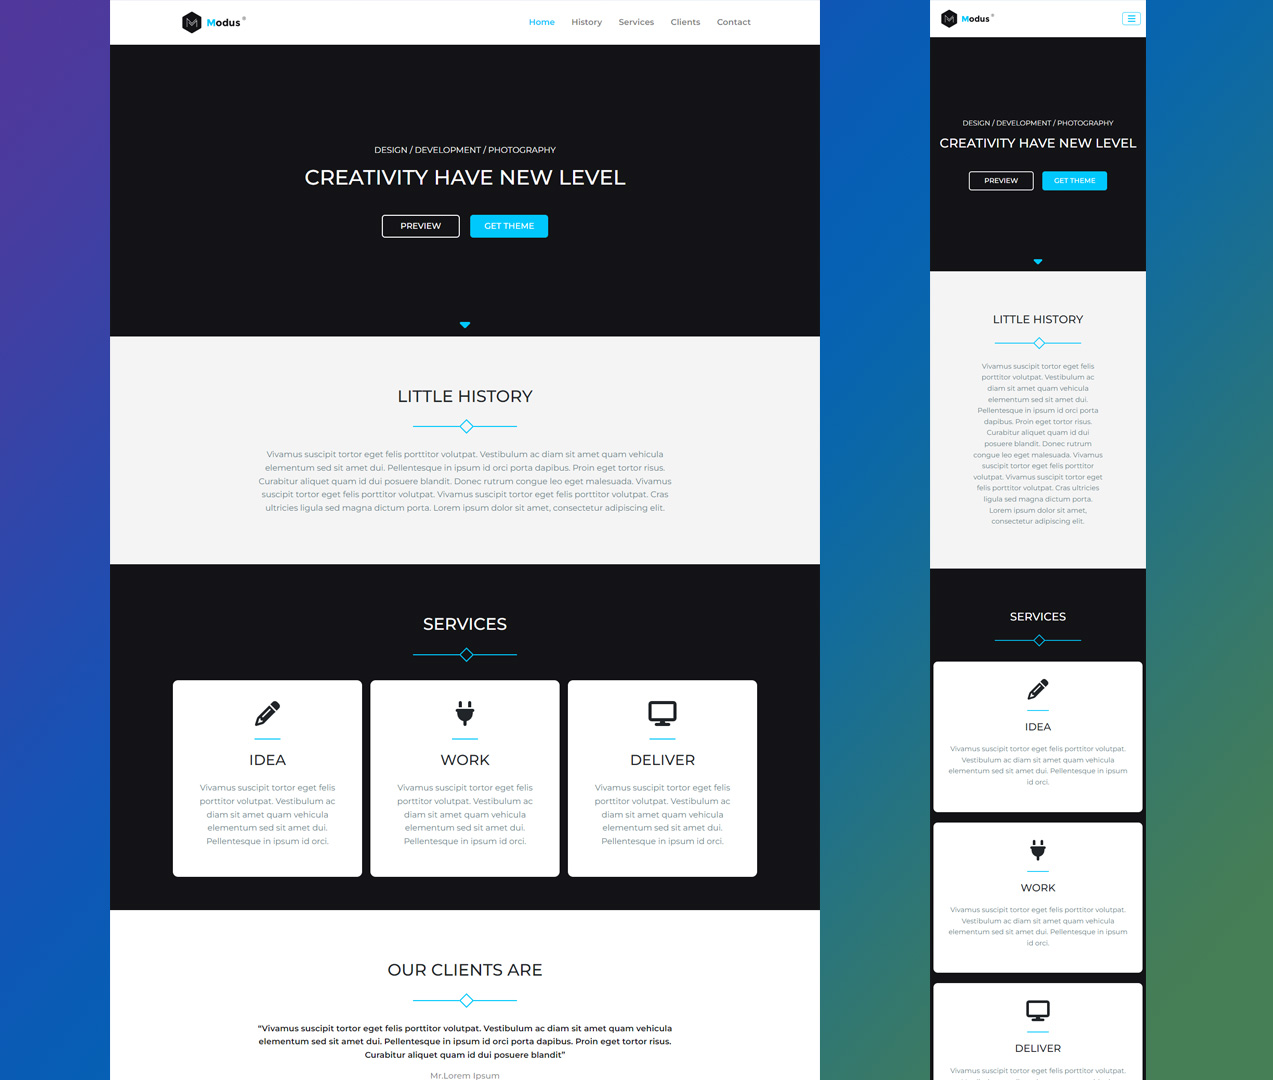 Modus®
Home History Services Clients Contact
DESIGN / DEVELOPMENT / PHOTOGRAPHY
CREATIVITY HAVE NEW LEVEL
PREVIEW GET THEME
LITTLE HISTORY
Vivamus suscipit tortor eget felis porttitor volutpat. Vestibulum ac diam sit amet quam vehicula
elementum sed sit amet dui. Pellentesque in ipsum id orci porta dapibus. Proin eget tortor risus.
Curabitur aliquet quam id dui posuere blandit. Donec rutrum congue leo eget malesuada. Vivamus
suscipit tortor eget felis porttitor volutpat. Vivamus suscipit tortor eget felis porttitor volutpat. Cras
ultricies ligula sed magna dictum porta. Lorem ipsum dolor sit amet, consectetur adipiscing elit.
SERVICES
IDEA
Vivamus suscipit tortor eget felis
porttitor volutpat. Vestibulum ac
diam sit amet quam vehicula
elementum sed sit amet dui.
Pellentesque in ipsum id orci.
WORK
Vivamus suscipit tortor eget felis
porttitor volutpat. Vestibulum ac
diam sit amet quam vehicula
elementum sed sit amet dui.
Pellentesque in ipsum id orci.
DELIVER
Vivamus suscipit tortor eget felis
porttitor volutpat. Vestibulum ac
diam sit amet quam vehicula
elementum sed sit amet dui.
Pellentesque in ipsum id orci.
OUR CLIENTS ARE
“Vivamus suscipit tortor eget felis porttitor volutpat. Vestibulum ac diam sit amet quam vehicula
elementum sed sit amet dui. Pellentesque in ipsum id orci porta dapibus. Proin eget tortor risus.
Curabitur aliquet quam id dui posuere blandit”
Mr.Lorem Ipsum
Modus®
DESIGN / DEVELOPMENT / PHOTOGRAPHY
CREATIVITY HAVE NEW LEVEL
PREVIEW GET THEME
LITTLE HISTORY
Vivamus suscipit tortor eget felis
porttitor volutpat. Vestibulum ac
diam sit amet quam vehicula
elementum sed sit amet dui.
Pellentesque in ipsum id orci porta
dapibus. Proin eget tortor risus.
Curabitur aliquet quam id dui
posuere blandit. Donec rutrum
congue leo eget malesuada. Vivamus
suscipit tortor eget felis porttitor
volutpat. Vivamus suscipit tortor eget
felis porttitor volutpat. Cras ultricies
ligula sed magna dictum porta.
Lorem ipsum dolor sit amet,
consectetur adipiscing elit.
SERVICES
IDEA
Vivamus suscipit tortor eget felis porttitor volutpat.
Vestibulum ac diam sit amet quam vehicula
elementum sed sit amet dui. Pellentesque in ipsum
id orci.
WORK
Vivamus suscipit tortor eget felis porttitor volutpat.
Vestibulum ac diam sit amet quam vehicula
elementum sed sit amet dui. Pellentesque in ipsum
id orci.
DELIVER
Vivamus suscipit tortor eget felis porttitor volutpat.